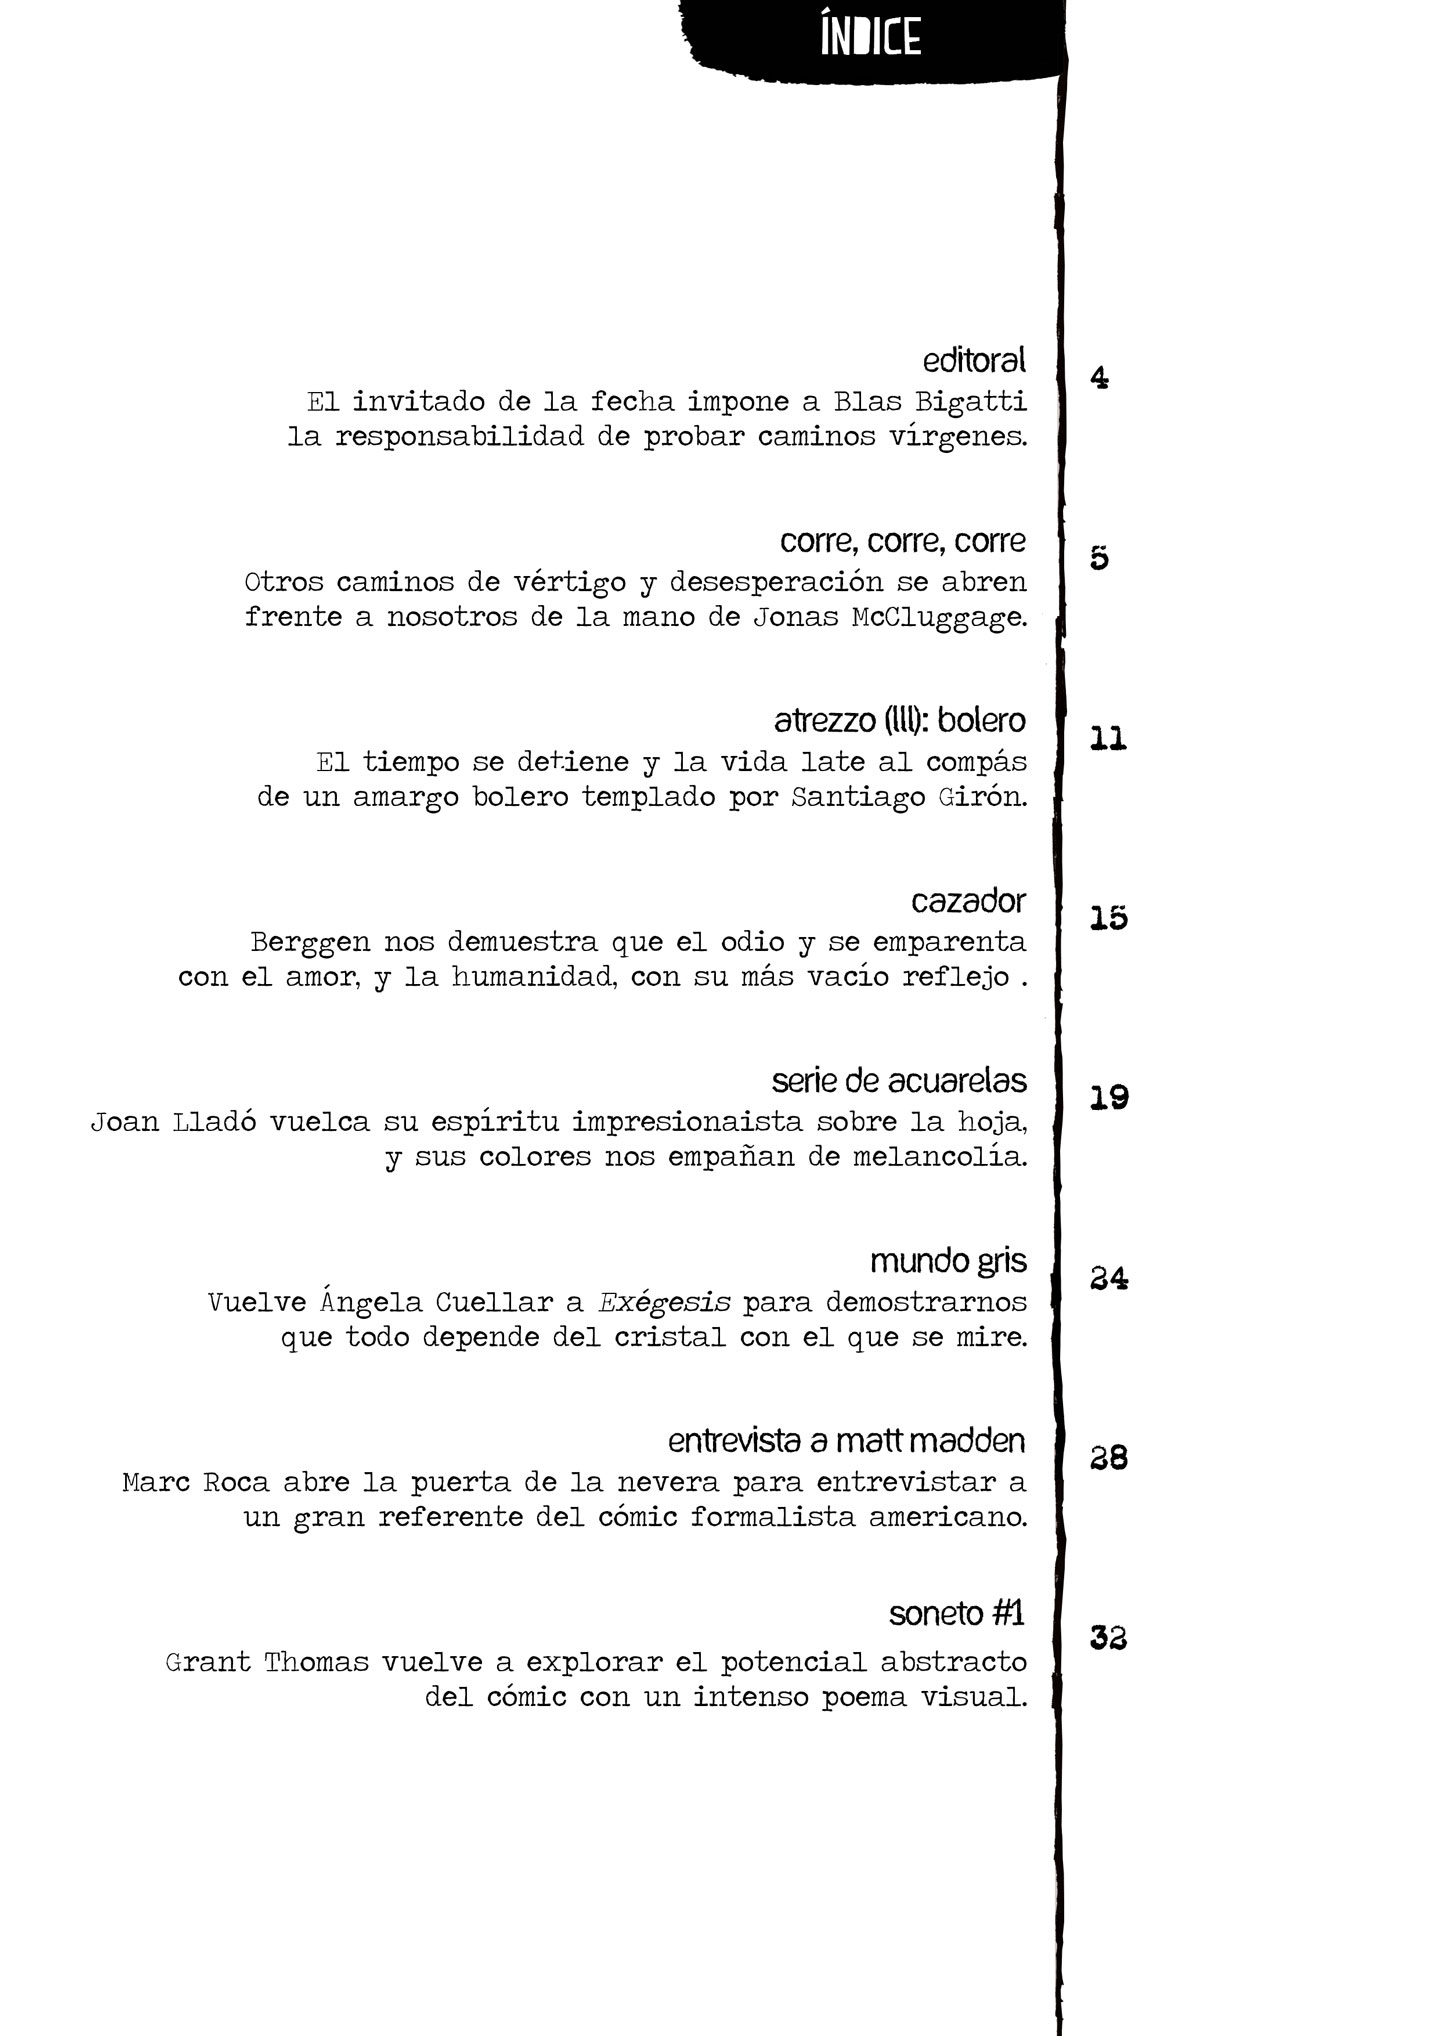 ÍNDICE
editoral
4
El invitado de la fecha impone a Blas Bigatti
la responsabilidad de probar caminos vírgenes.
corre, corre, corre
5
Otros caminos de vértigo y desesperación se abren
frente a nosotros de la mano de Jonas McCluggage.
atrezzo (III): bolero
11
El tiempo se detiene y la vida late al compás
de un amargo bolero templado por Santiago Girón.
cazador
15
Berggen nos demuestra que el odio y se emparenta
con el amor, y la humanidad, con su más vacío reflejo .
serie de acuarelas
19
Joan Lladó vuelca su espíritu impresionaista sobre la hoja,
y sus colores nos empañan de melancolía.
mundo gris
24
Vuelve Ángela Cuellar a Exégesis para demostrarnos
que todo depende del cristal con el que se mire.
entrevista a matt madden
28
Marc Roca abre la puerta de la nevera para entrevistar a
un gran referente del cómic formalista americano.
soneto #1
32
Grant Thomas vuelve a explorar el potencial abstracto
del cómic con un intenso poema visual.